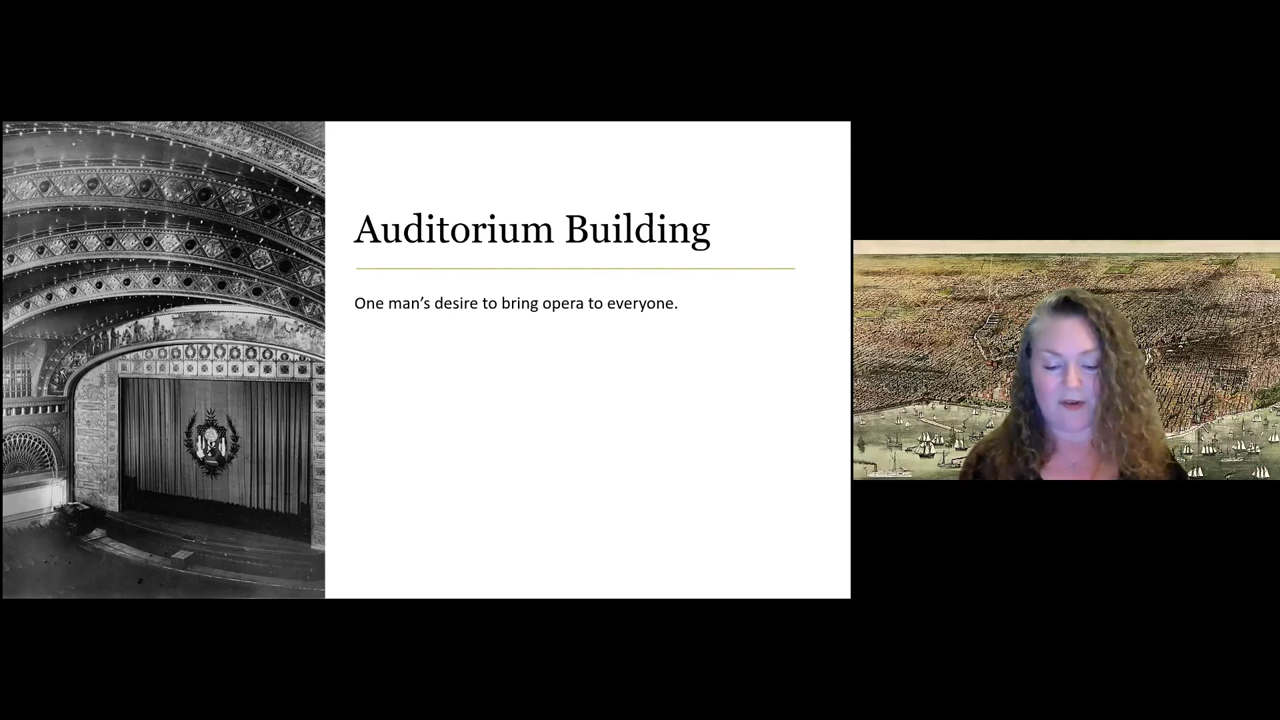 Auditorium Building
One man’s desire to bring opera to everyone.